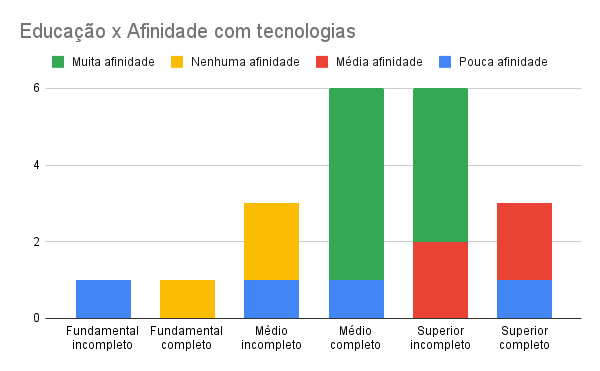 Educação x Afinidade com tecnologias
Muita afinidade Nenhuma afinidade Média afinidade Pouca afinidade
6
4
2
0
Fundamental Fundamental Médio Médio Superior Superior
incompleto completo incompleto completo incompleto completo